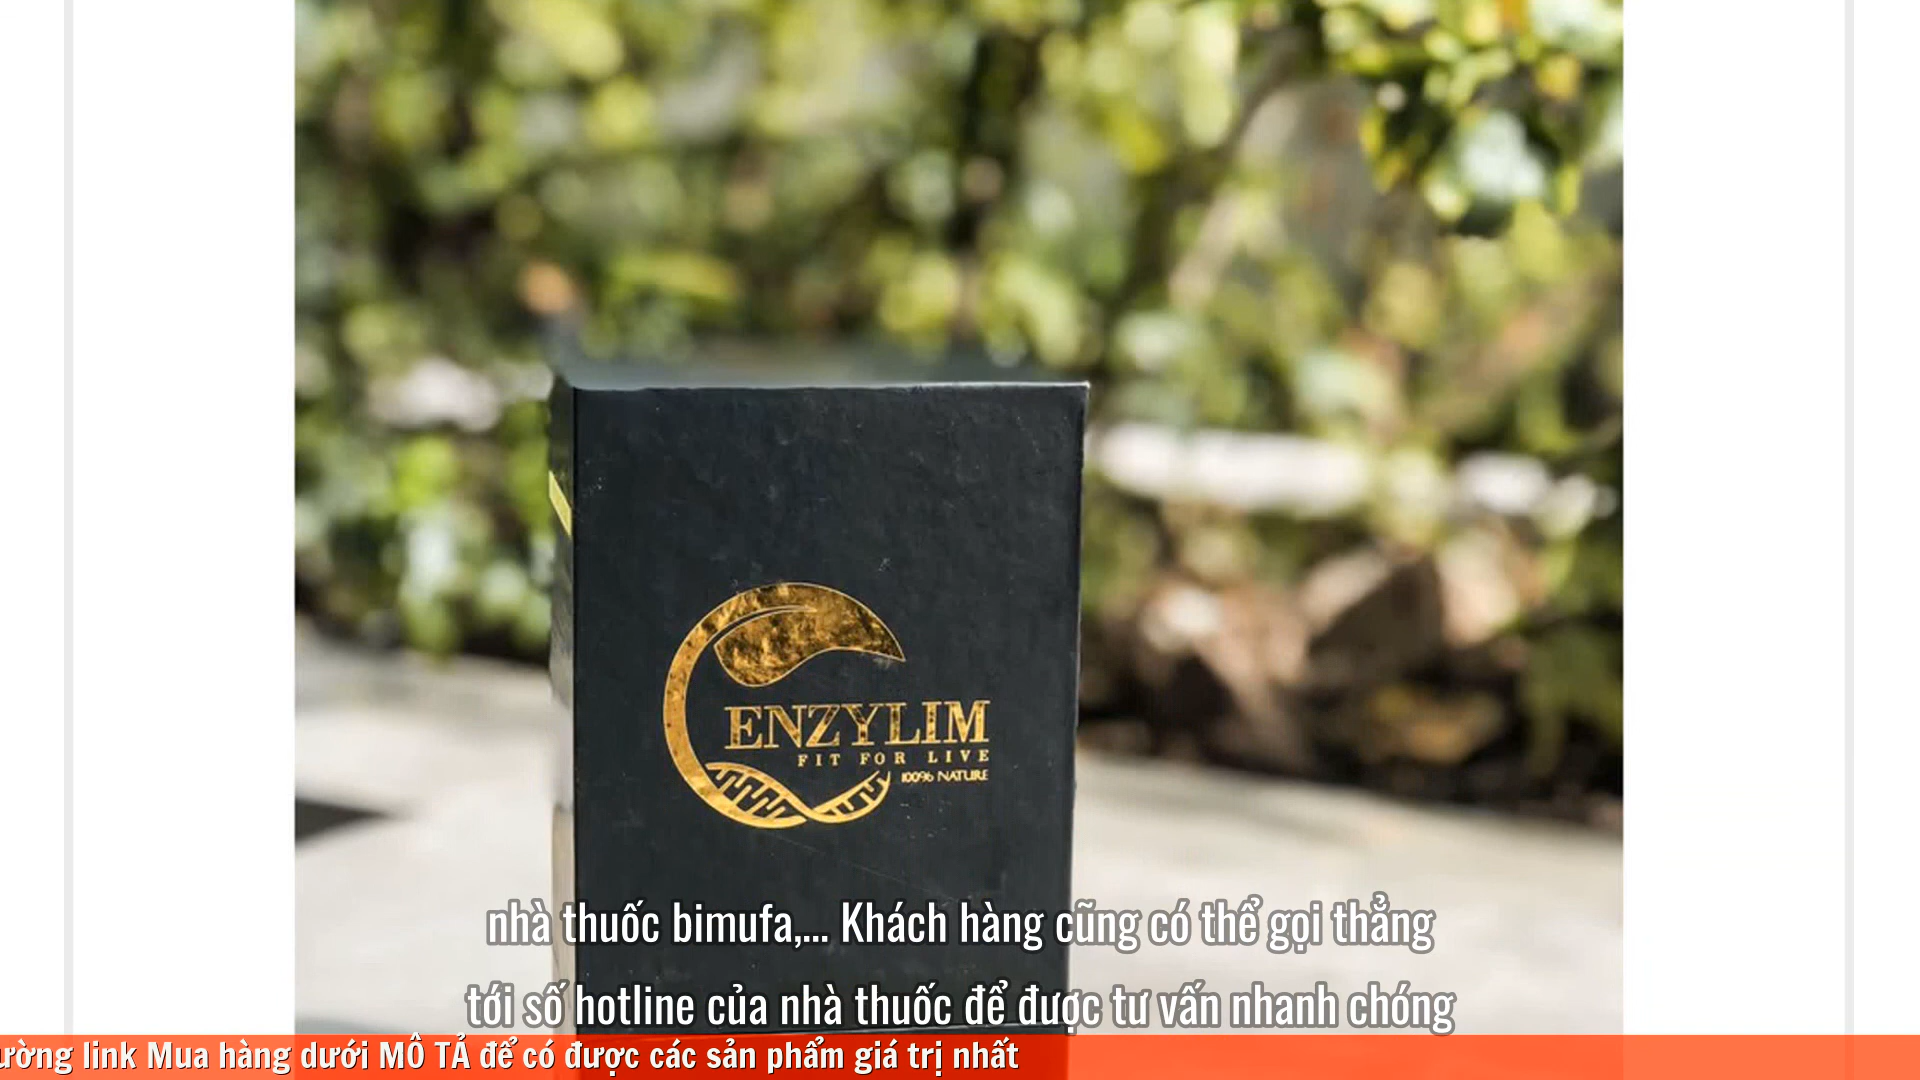 ENZYLIM
FIT FOR LIVE
100% NATURE
nhà thuốc bimufa,... Khách hàng cũng có thể gọi thẳng
tới số hotline của nhà thuốc để được tư vấn nhanh chóng
link Mua hàng dưới MÔ TẢ để có được các sản phẩm giá trị nhất